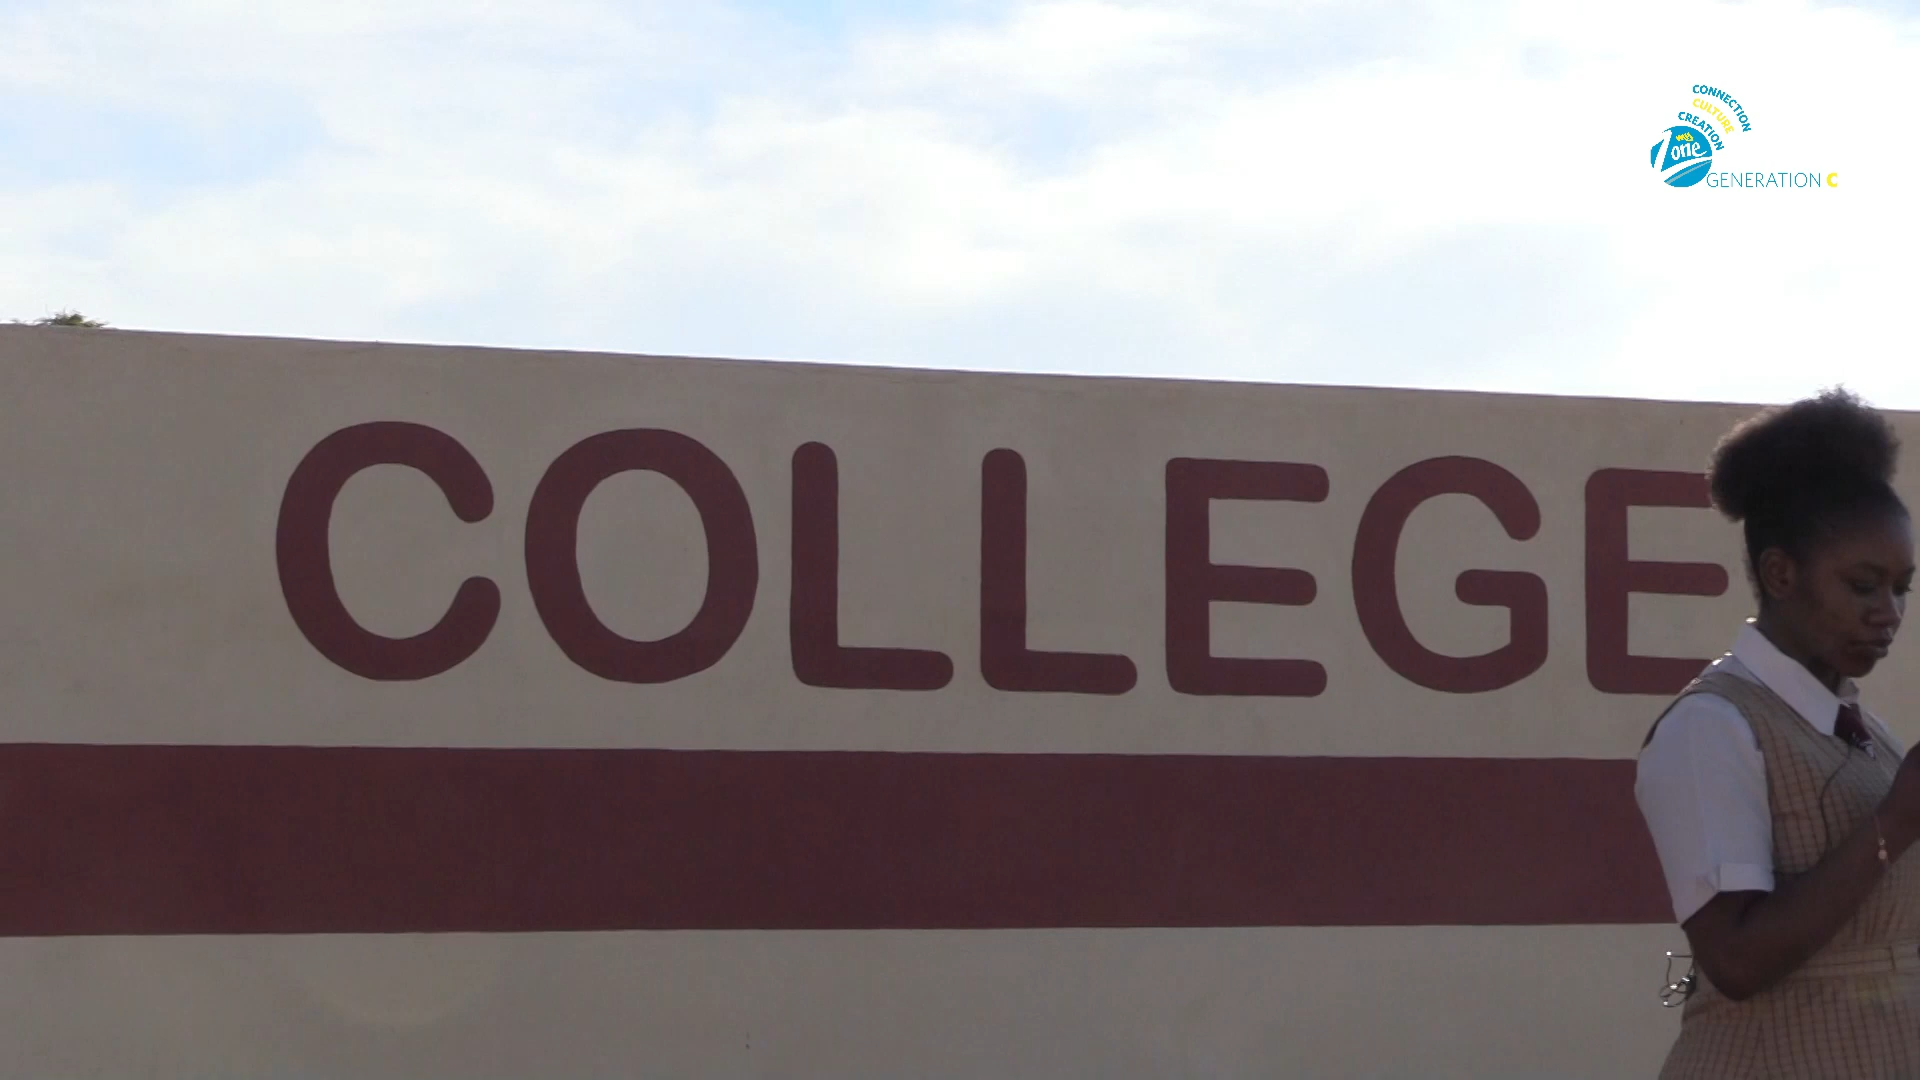 CONNECTION
CULTURE
CREATION
my
Zone
GENERATION C
COLLEGE